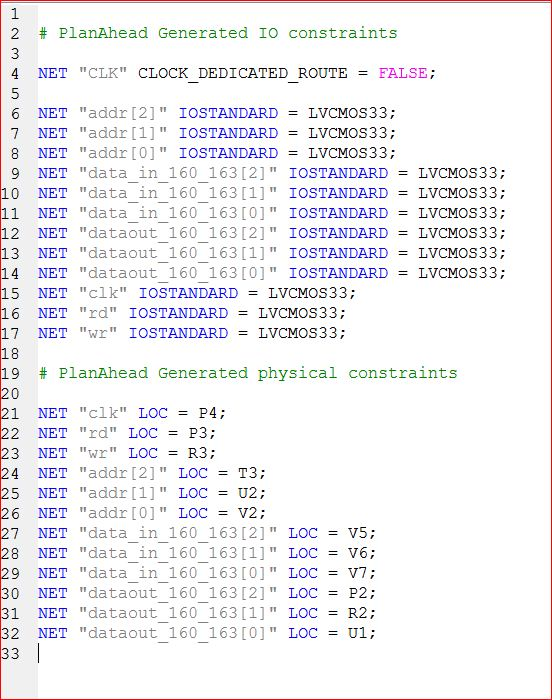 1
2 # PlanAhead Generated IO constraints
3
4 NET "CLK" CLOCK_DEDICATED_ROUTE = FALSE;
5
6 NET "addr[2]" IOSTANDARD = LVCMOS33;
7 NET "addr[1]" IOSTANDARD = LVCMOS33;
8 NET "addr[0]" IOSTANDARD = LVCMOS33;
9 NET "data_in_160_163[2]" IOSTANDARD = LVCMOS33;
10 NET "data_in_160_163[1]" IOSTANDARD = LVCMOS33;
11 NET "data_in_160_163[0]" IOSTANDARD = LVCMOS33;
12 NET "dataout_160_163[2]" IOSTANDARD = LVCMOS33;
13 NET "dataout_160_163[1]" IOSTANDARD = LVCMOS33;
14 NET "dataout_160_163[0]" IOSTANDARD = LVCMOS33;
15 NET "clk" IOSTANDARD = LVCMOS33;
16 NET "rd" IOSTANDARD = LVCMOS33;
17 NET "wr" IOSTANDARD = LVCMOS33;
18
19 # PlanAhead Generated physical constraints
20
21 NET "clk" LOC = P4;
22 NET "rd" LOC = P3;
23 NET "wr" LOC = R3;
24 NET "addr[2]" LOC = T3;
25 NET "addr[1]" LOC = U2;
26 NET "addr[0]" LOC = V2;
27 NET "data_in_160_163[2]" LOC = V5;
28 NET "data_in_160_163[1]" LOC = V6;
29 NET "data_in_160_163[0]" LOC = V7;
30 NET "dataout_160_163[2]" LOC = P2;
31 NET "dataout_160_163[1]" LOC = R2;
32 NET "dataout_160_163[0]" LOC = U1;
33